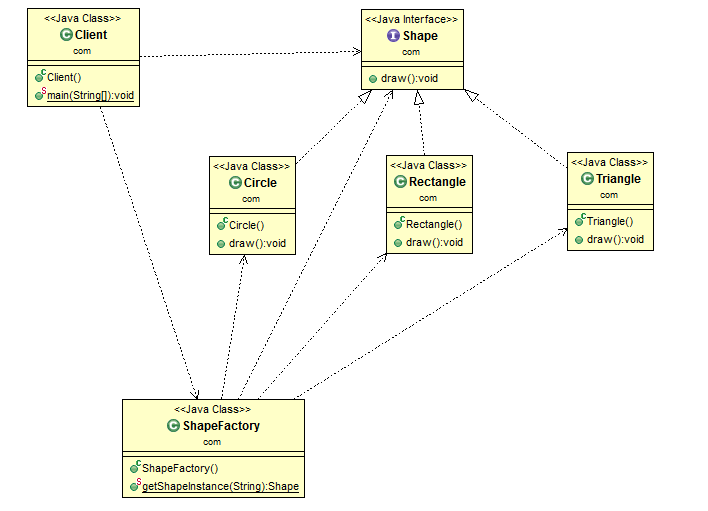 <<Java Class>>
Client
com
Client()
main(String[]):void
<<Java Interface>>
Shape
com
draw():void
<<Java Class>>
Circle
com
Circle()
draw():void
<<Java Class>>
Rectangle
com
Rectangle()
draw():void
<<Java Class>>
Triangle
com
Triangle()
draw():void
<<Java Class>>
ShapeFactory
com
ShapeFactory()
getShapeInstance(String):Shape